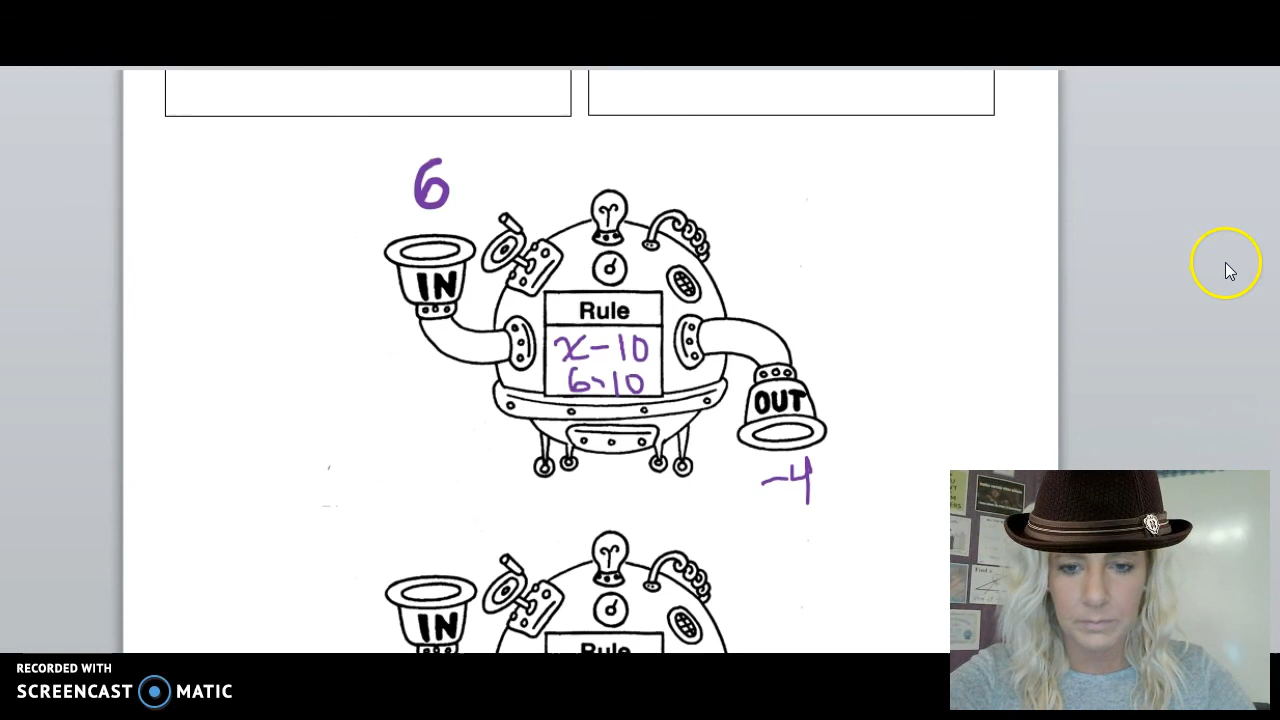 6
IN
Rule
x-10
6-10
OUT
-4
IN
Rule
RECORDED WITH
SCREENCAST MATIC